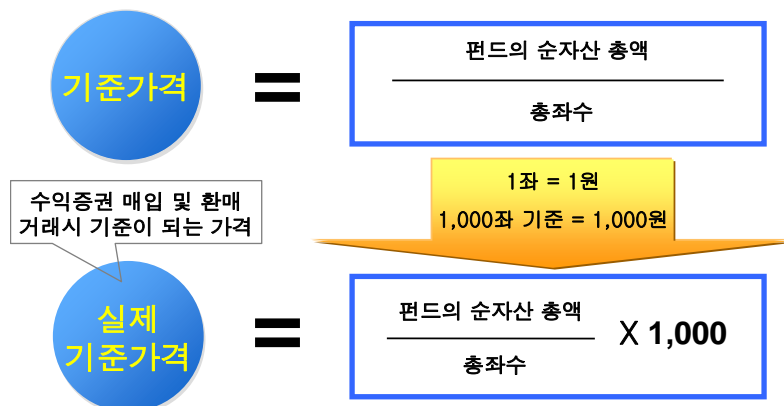 기준가격
=
펀드의 순자산 총액
총좌수
1좌 = 1원
1,000좌 기준 = 1,000원
수익증권 매입 및 환매
거래시 기준이 되는 가격
실제
기준가격
=
펀드의 순자산 총액
총좌수
X 1,000